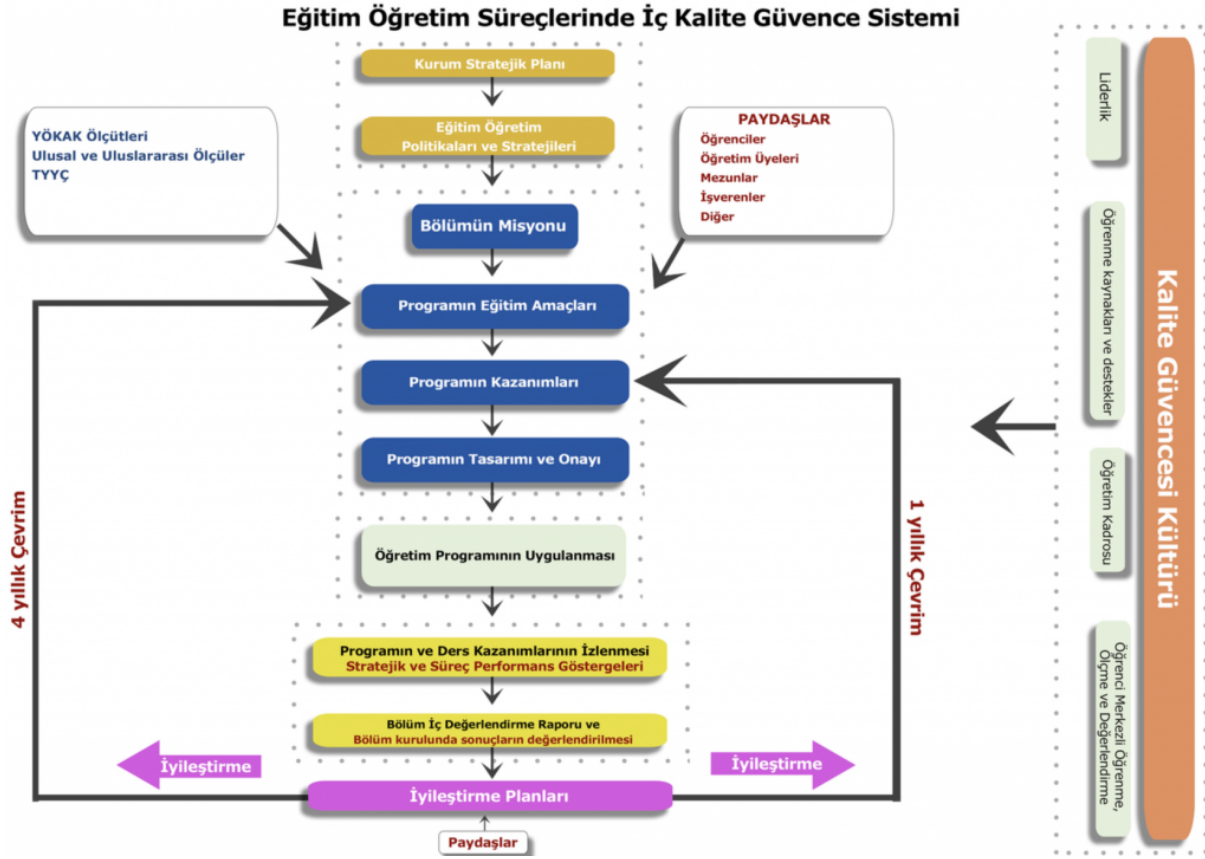 Eğitim Öğretim Süreçlerinde İç Kalite Güvence Sistemi
Kurum Stratejik Planı
Eğitim Öğretim
Politikaları ve Stratejileri
YÖKAK Ölçütleri
Ulusal ve Uluslararası Ölçüler
TYYÇ
PAYDAŞLAR
Öğrenciler
Öğretim Üyeleri
Mezunlar
İşverenler
Diğer
Bölümün Misyonu
Programın Eğitim Amaçları
Programın Kazanımları
Programın Tasarımı ve Onayı
Öğretim Programının Uygulanması
Programın ve Ders Kazanımlarının İzlenmesi
Stratejik ve Süreç Performans Göstergeleri
Bölüm İç Değerlendirme Raporu ve
Bölüm kurulunda sonuçların değerlendirilmesi
İyileştirme
İyileştirme
İyileştirme Planları
Paydaşlar
4 yıllık Çevrim
1 yıllık Çevrim
Liderlik
Öğrenme kaynakları ve destekler
Öğretim Kadrosu
Öğrenci Merkezli Öğrenme,
Ölçme ve Değerlendirme
Kalite Güvencesi Kültürü